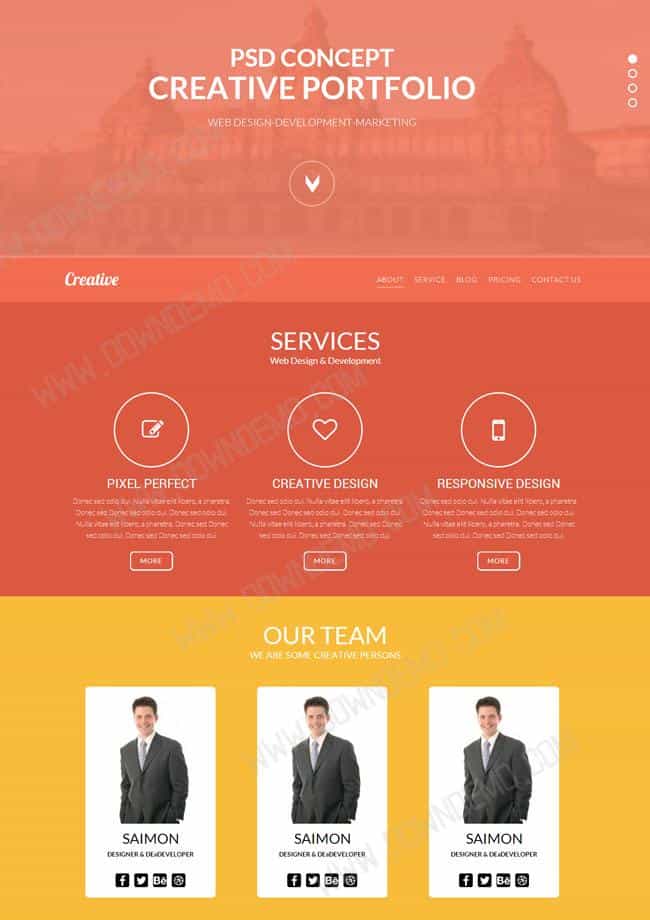 PSD CONCEPT
CREATIVE PORTFOLIO
WEB DESIGN-DEVELOPMENT-MARKETING
Creative
ABOUT SERVICE BLOG PRICING CONTACT US
SERVICES
Web Design & Development
PIXEL PERFECT
Donec sed odio dui. Nulla vitae elit libero, a pharetra.
Donec sed Donec sed odio dui. Donec sed odio dui.
Nulla vitae elit libero, a pharetra. Donec sed Donec
sed odio dui. Donec sed odio dui.
MORE
CREATIVE DESIGN
Donec sed odio dui. Nulla vitae elit libero, a pharetra.
Donec sed Donec sed odio dui. Donec sed odio dui.
Nulla vitae elit libero, a pharetra. Donec sed Donec
sed odio dui. Donec sed odio dui.
MORE
RESPONSIVE DESIGN
Donec sed odio dui. Nulla vitae elit libero, a pharetra.
Donec sed Donec sed odio dui. Donec sed odio dui.
Nulla vitae elit libero, a pharetra. Donec sed Donec
sed odio dui. Donec sed odio dui.
MORE
OUR TEAM
WE ARE SOME CREATIVE PERSONS
SAIMON
DESIGNER & DEsDEVELOPER
SAIMON
DESIGNER & DEsDEVELOPER
SAIMON
DESIGNER & DEsDEVELOPER
WWW.DOWNDEMO.COM